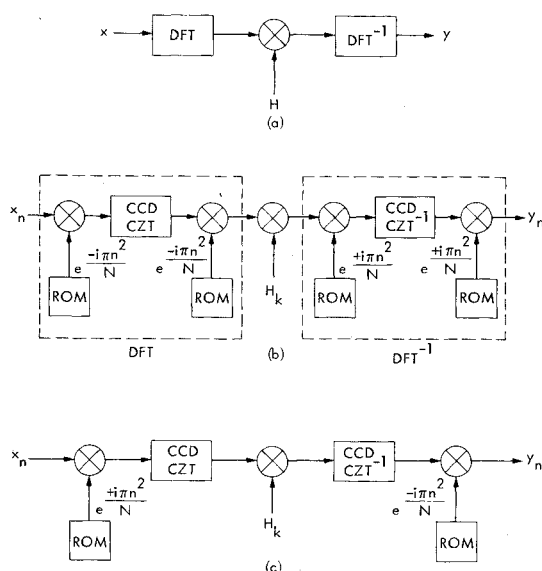 x DFT DFT⁻¹ y
H
(a)
xₙ CCD CZT CCD CZT⁻¹ yₙ
e^(-iπn²/N) e^(-iπn²/N) Hₖ e^(+iπn²/N) e^(+iπn²/N)
ROM ROM ROM ROM
DFT (b) DFT⁻¹
xₙ CCD CZT CCD CZT⁻¹ yₙ
e^(+iπn²/N) Hₖ e^(-iπn²/N)
ROM ROM
(c)